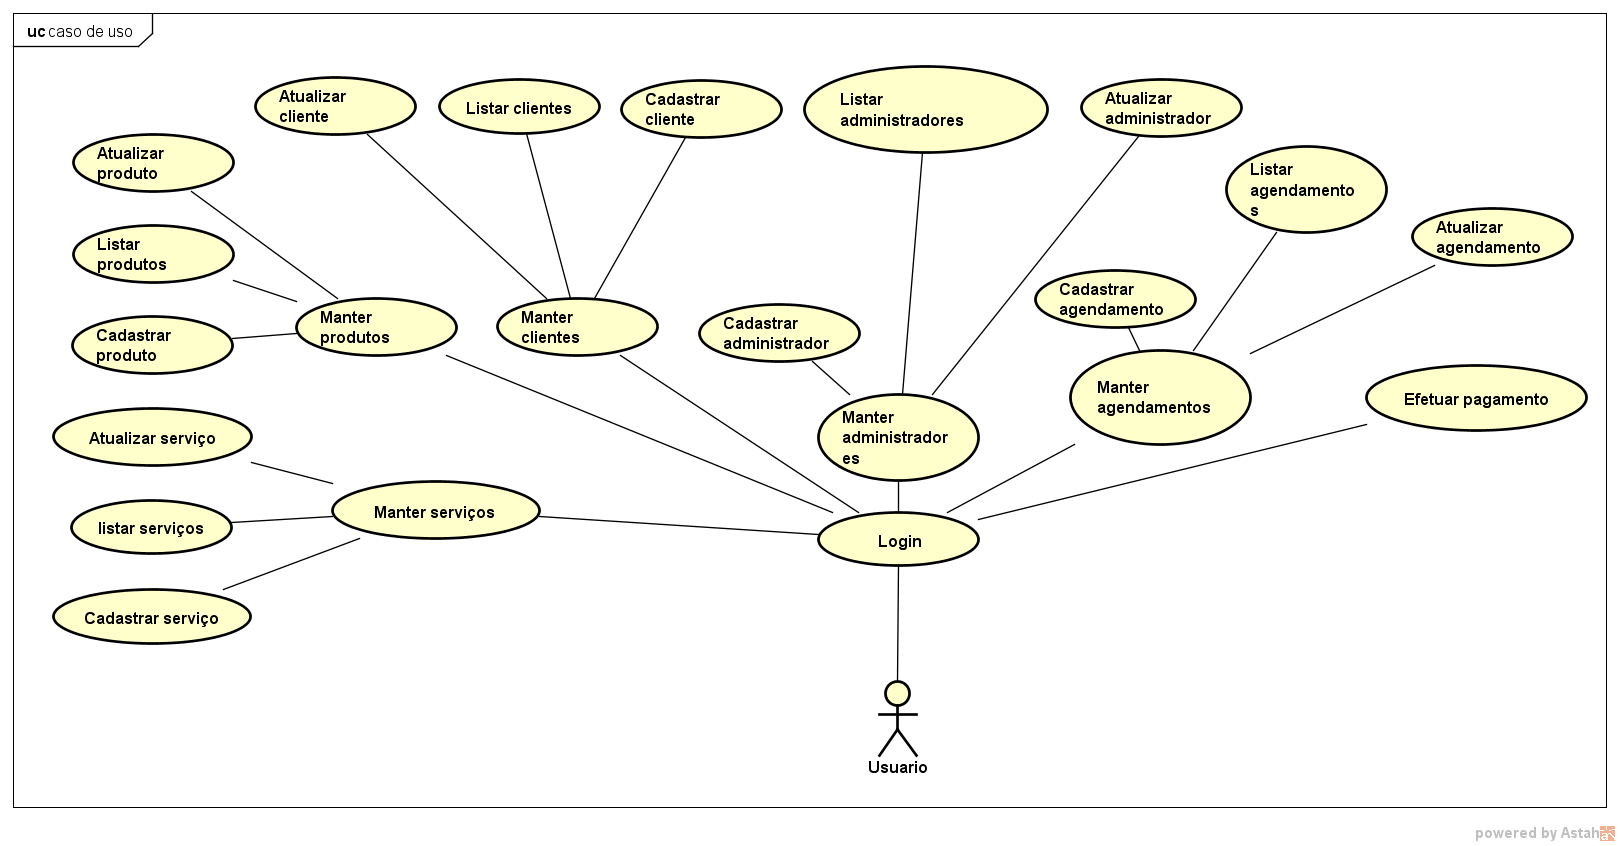 uc caso de uso
Atualizar
cliente
Listar clientes
Cadastrar
cliente
Listar
administradores
Atualizar
administrador
Atualizar
produto
Listar
agendamento
s
Atualizar
agendamento
Listar
produtos
Cadastrar
agendamento
Cadastrar
produto
Manter
produtos
Manter
clientes
Cadastrar
administrador
Manter
agendamentos
Efetuar pagamento
Manter
administrador
es
Atualizar serviço
Manter serviços
listar serviços
Login
Cadastrar serviço
Usuario
powered by Astah